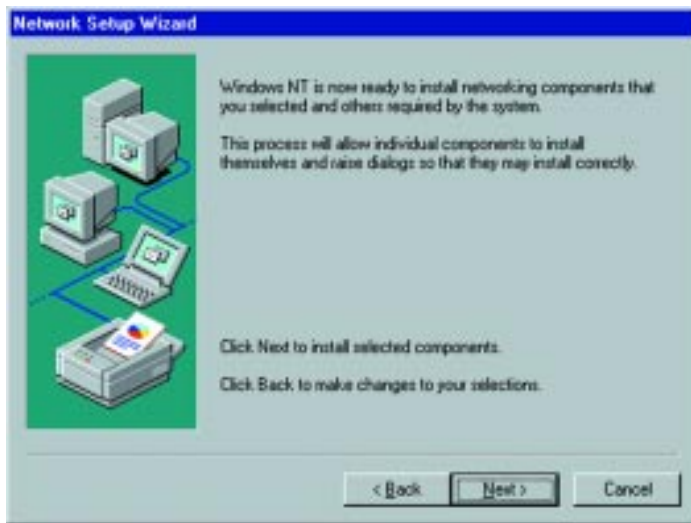 Network Setup Wizard
Windows NT is now ready to install networking components that
you selected and others required by the system.
This process will allow individual components to install
themselves and raise dialogs so that they may install correctly.
Click Next to install selected components.
Click Back to make changes to your selections.
< Back
Next >
Cancel